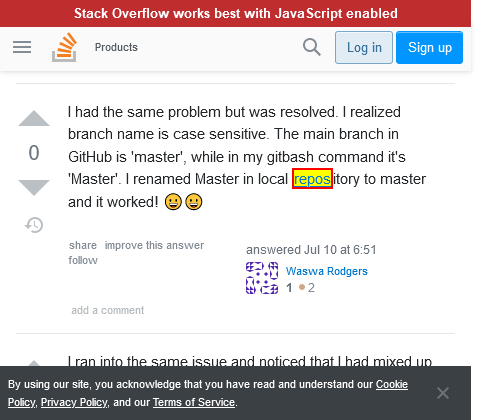 Stack Overflow works best with JavaScript enabled
Products
Log in
Sign up
I had the same problem but was resolved. I realized
branch name is case sensitive. The main branch in
GitHub is 'master', while in my gitbash command it's
'Master'. I renamed Master in local repository to master
and it worked! 😀😀
0
share improve this answer
follow
answered Jul 10 at 6:51
Waswa Rodgers
1 ●2
add a comment
I ran into the same issue and noticed that I had mixed up
By using our site, you acknowledge that you have read and understand our Cookie
Policy, Privacy Policy, and our Terms of Service.